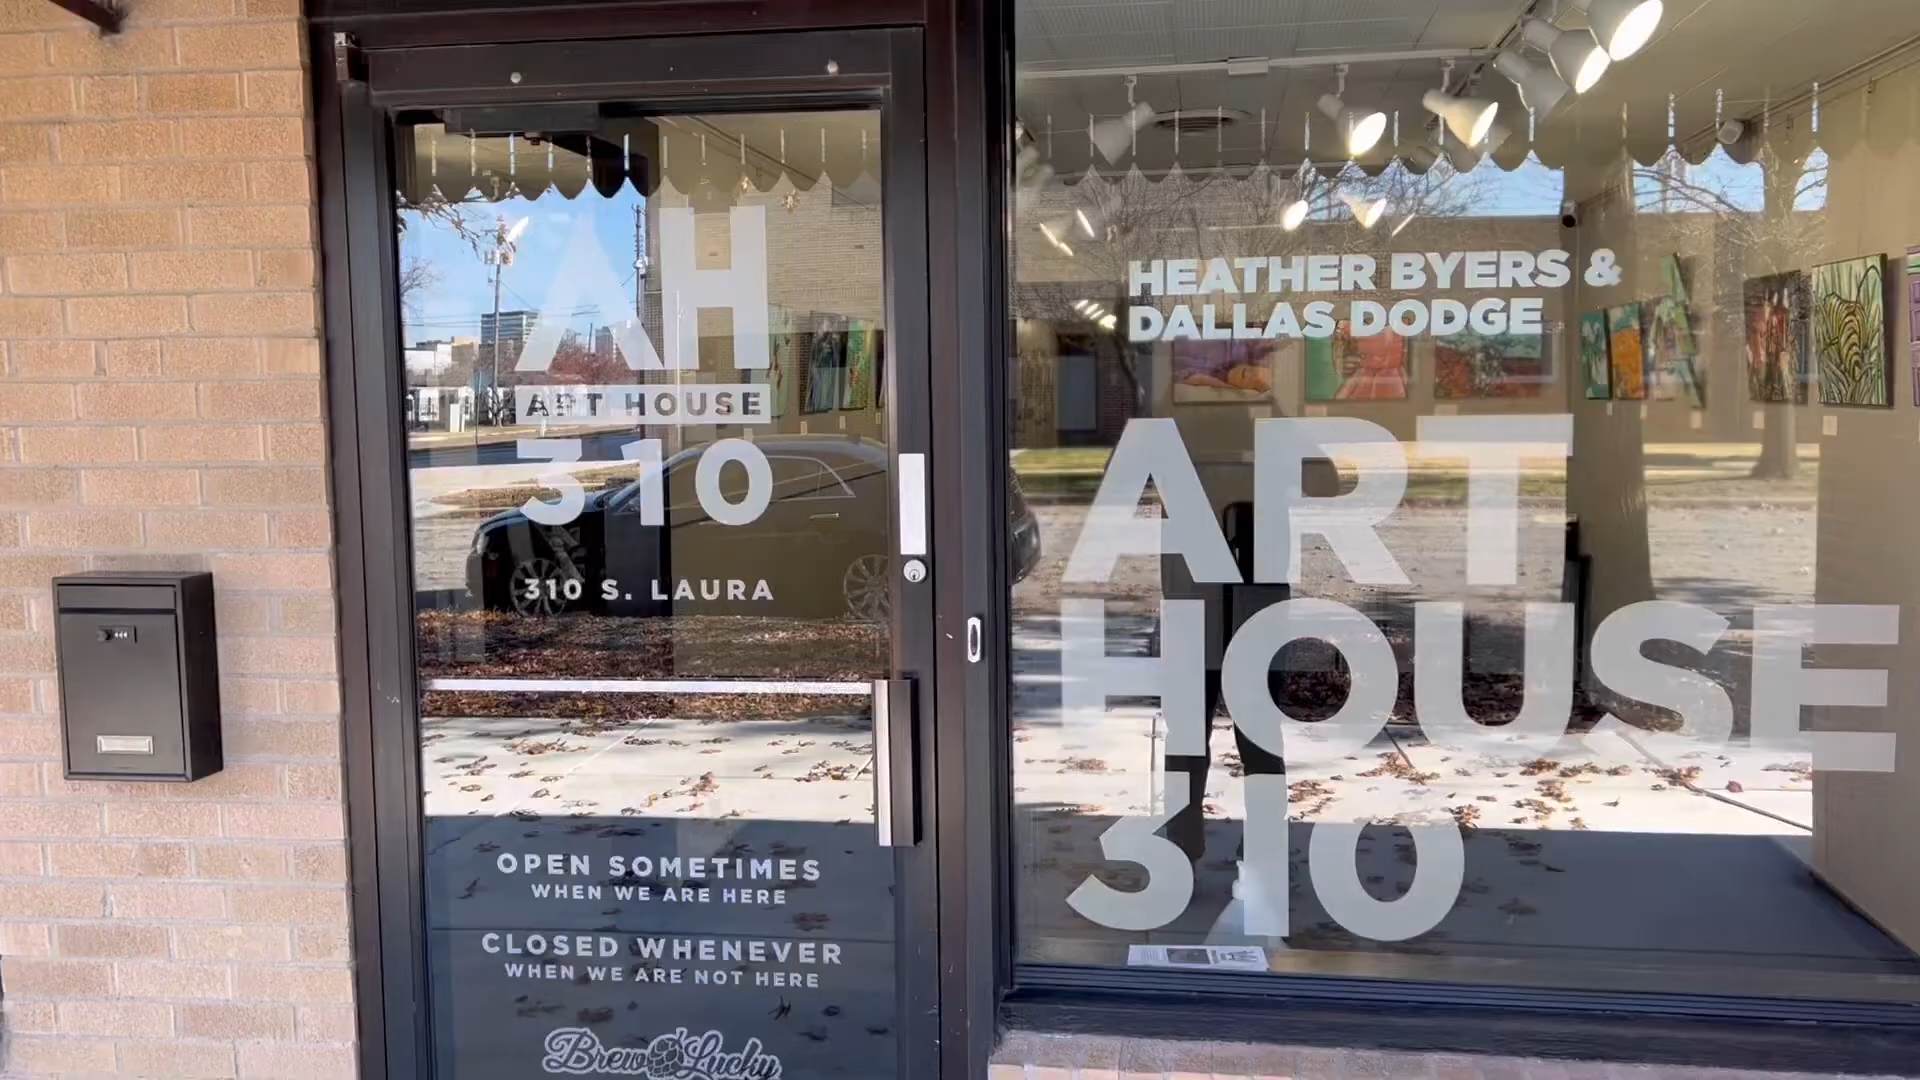 AH
ART HOUSE
310
310 S. LAURA
OPEN SOMETIMES
WHEN WE ARE HERE
CLOSED WHENEVER
WHEN WE ARE NOT HERE
Brew Lucky
HEATHER BYERS &
DALLAS DODGE
ART
HOUSE
310